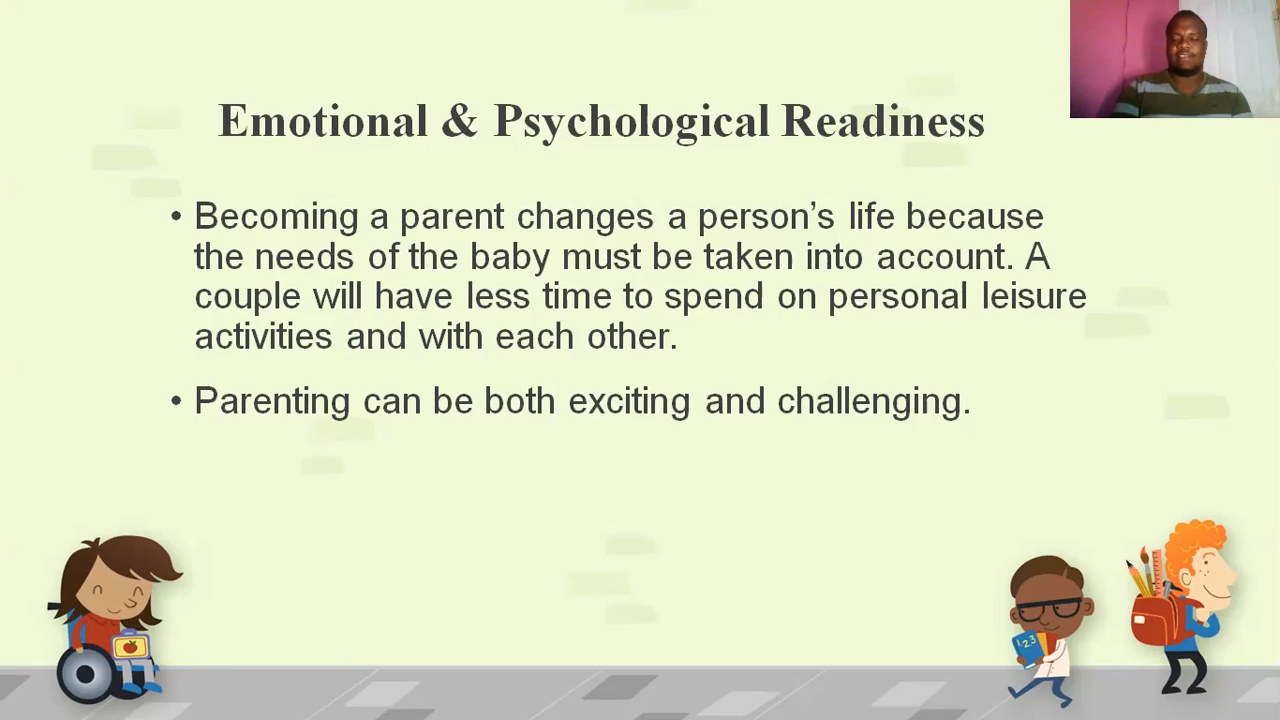 Emotional & Psychological Readiness
• Becoming a parent changes a person’s life because
the needs of the baby must be taken into account. A
couple will have less time to spend on personal leisure
activities and with each other.
• Parenting can be both exciting and challenging.
123